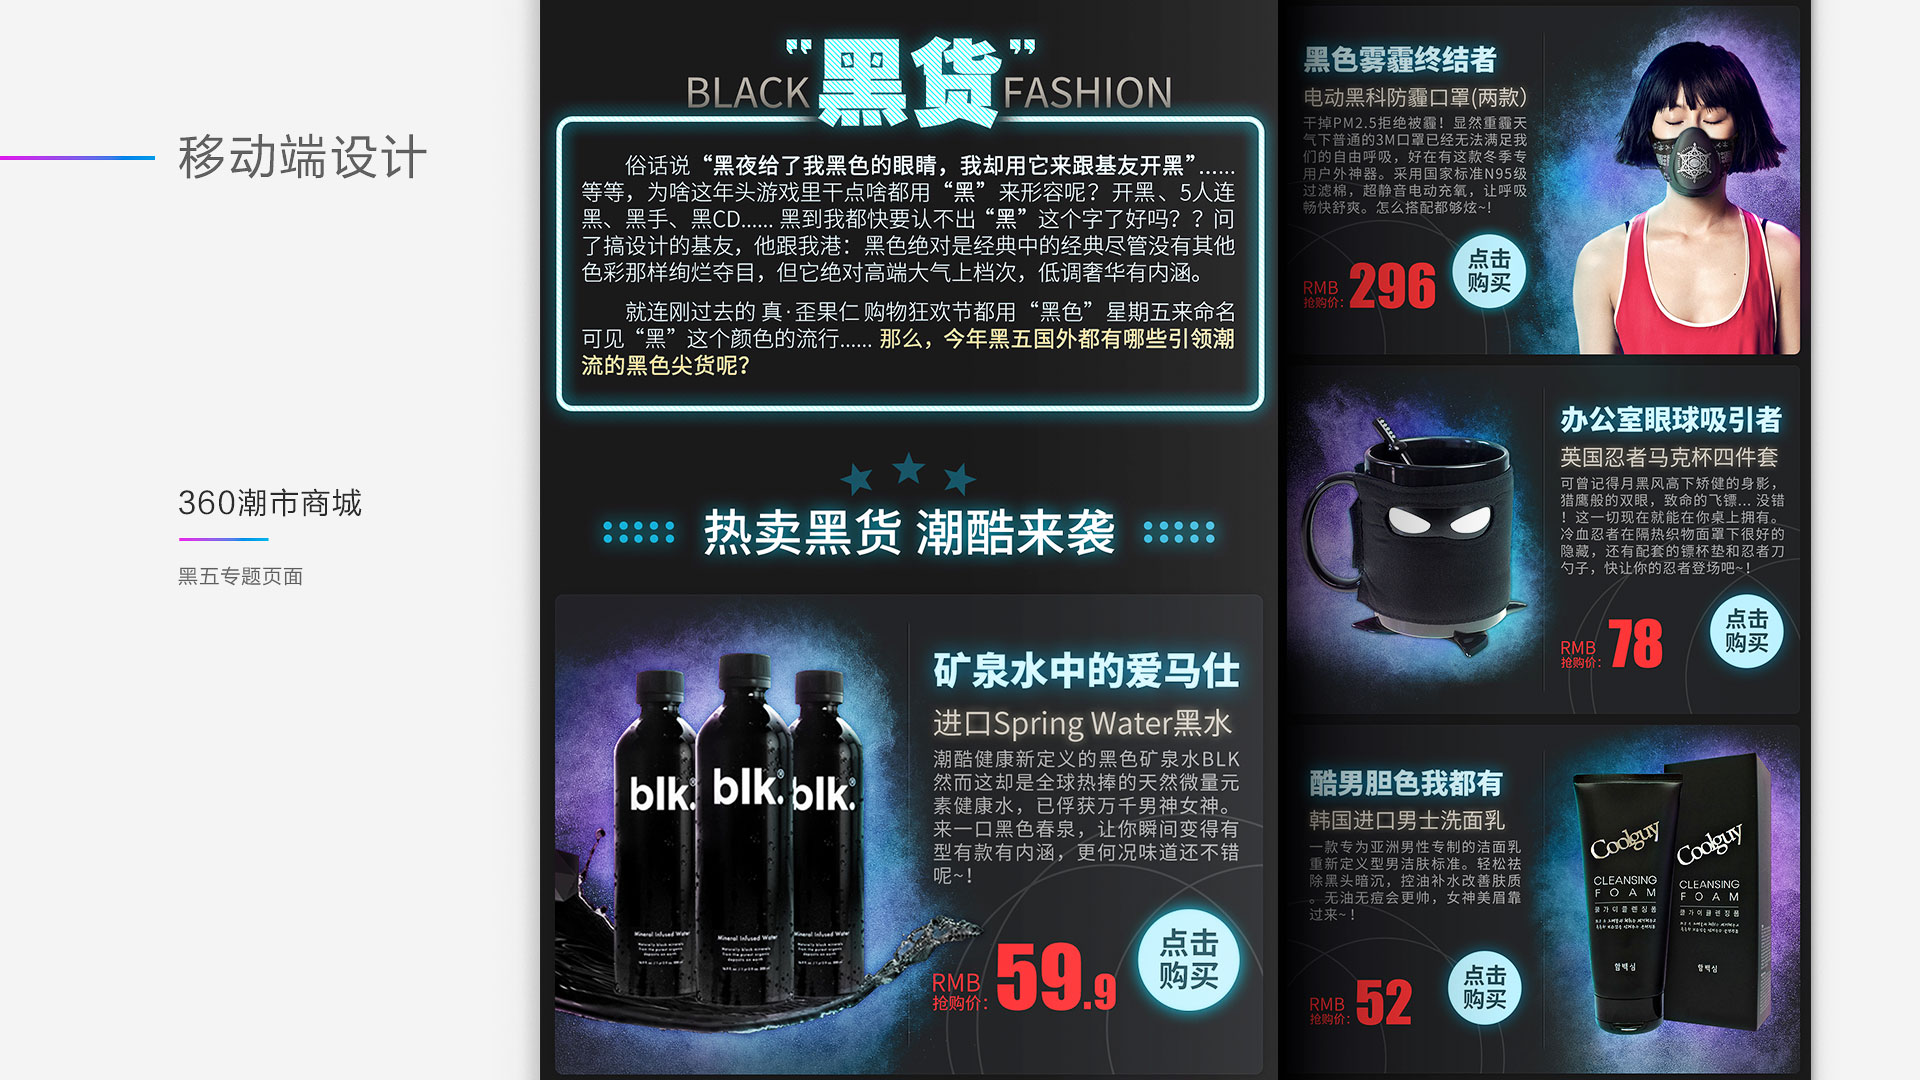 移动端设计
360潮市商城
黑五专题页面
BLACK“黑货”FASHION
俗话说“黑夜给了我黑色的眼睛，我却用它来跟基友开黑”......
等等，为啥这年头游戏里干点啥都用“黑”来形容呢？开黑、5人连
黑、黑手、黑CD...... 黑到我都快要认不出“黑”这个字了好吗？？问
了搞设计的基友，他跟我港：黑色绝对是经典中的经典尽管没有其他
色彩那样绚烂夺目，但它绝对高端大气上档次，低调奢华有内涵。
就连刚过去的 真·歪果仁 购物狂欢节都用“黑色”星期五来命名
可见“黑”这个颜色的流行...... 那么，今年黑五国外都有哪些引领潮
流的黑色尖货呢？
热卖黑货 潮酷来袭
blk.
blk.
blk.
Mineral Infused Water
Mineral Infused Water
Mineral Infused Water
矿泉水中的爱马仕
进口Spring Water黑水
潮酷健康新定义的黑色矿泉水BLK
然而这却是全球热捧的天然微量元
素健康水，已俘获万千男神女神。
来一口黑色春泉，让你瞬间变得有
型有款有内涵，更何况味道还不错
呢~！
RMB
抢购价：
59.9
点击
购买
黑色雾霾终结者
电动黑科防霾口罩(两款)
干掉PM2.5拒绝被霾！显然重霾天
气下普通的3M口罩已经无法满足我
们的自由呼吸，好在有这款冬季专
用户外神器。采用国家标准N95级
过滤棉，超静音电动充氧，让呼吸
畅快舒爽。怎么搭配都够炫~！
RMB
抢购价：
296
点击
购买
办公室眼球吸引者
英国忍者马克杯四件套
可曾记得月黑风高下矫健的身影，
猎鹰般的双眼，致命的飞镖... 没错
！这一切现在就能在你桌上拥有。
冷血忍者在隔热织物面罩下很好的
隐藏，还有配套的镖杯垫和忍者刀
勺子，快让你的忍者登场吧~！
RMB
抢购价：
78
点击
购买
酷男胆色我都有
韩国进口男士洗面乳
一款专为亚洲男性专制的洁面乳
重新定义型男洁肤标准。轻松祛
除黑头暗沉，控油补水改善肤质
。无油无痘会更帅，女神美眉靠
过来~！
RMB
抢购价：
52
点击
购买
Coolguy
CLEANSING
FOAM
쿨가이클렌징폼
함백싱
Coolguy
CLEANSING
FOAM
쿨가이클렌징폼
함백싱